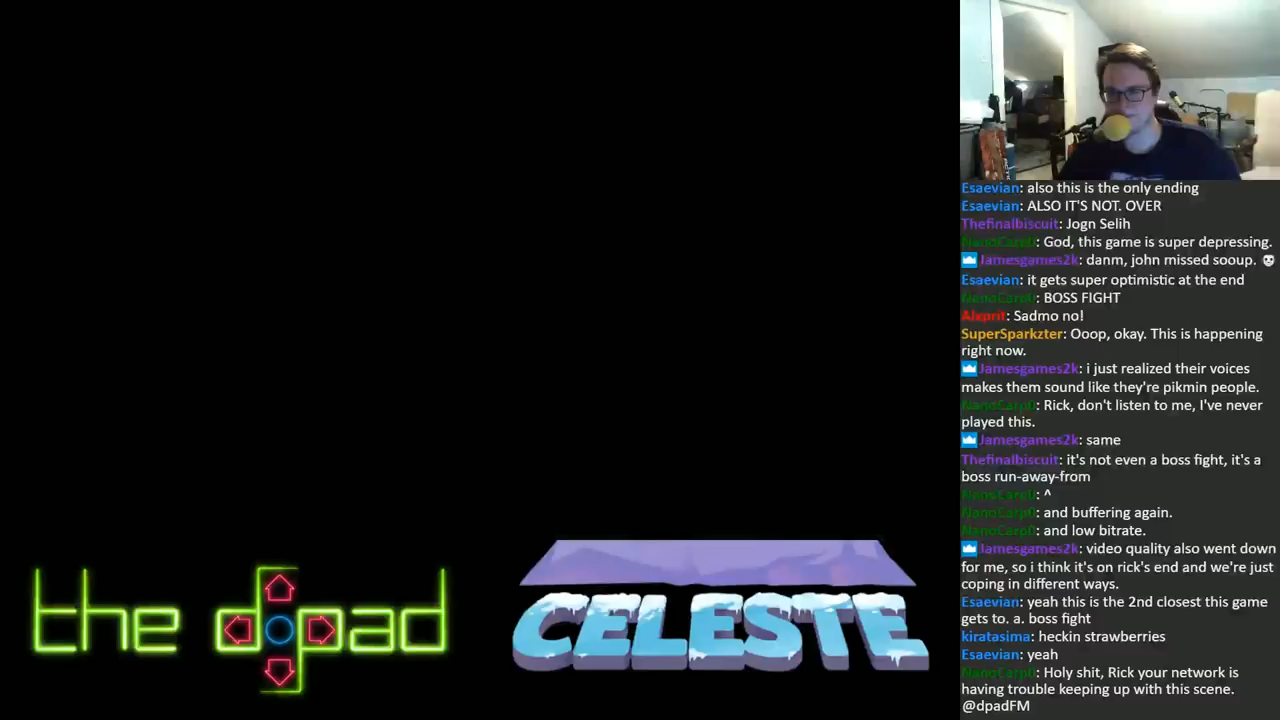 Esaevian: also this is the only ending
Esaevian: ALSO IT'S NOT. OVER
Thefinalbiscuit: Jogn Selih
NanoCarp0: God, this game is super depressing.
Jamesgames2k: danm, john missed sooup.
Esaevian: it gets super optimistic at the end
NanoCarp0: BOSS FIGHT
Alxprit: Sadmo no!
SuperSparkzter: Ooop, okay. This is happening
right now.
Jamesgames2k: i just realized their voices
makes them sound like they're pikmin people.
NanoCarp0: Rick, don't listen to me, I've never
played this.
Jamesgames2k: same
Thefinalbiscuit: it's not even a boss fight, it's a
boss run-away-from
NanoCarp0: ^
NanoCarp0: and buffering again.
NanoCarp0: and low bitrate.
Jamesgames2k: video quality also went down
for me, so i think it's on rick's end and we're just
coping in different ways.
Esaevian: yeah this is the 2nd closest this game
gets to. a. boss fight
kiratasima: heckin strawberries
Esaevian: yeah
NanoCarp0: Holy shit, Rick your network is
having trouble keeping up with this scene.
@dpadFM
the dpad
CELESTE